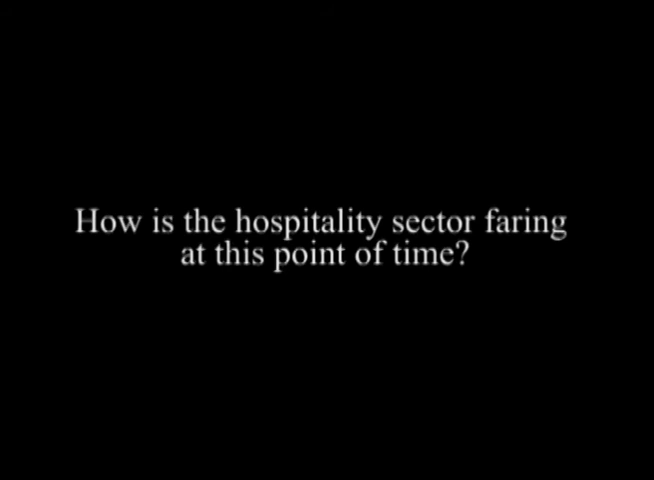 How is the hospitality sector faring
at this point of time?